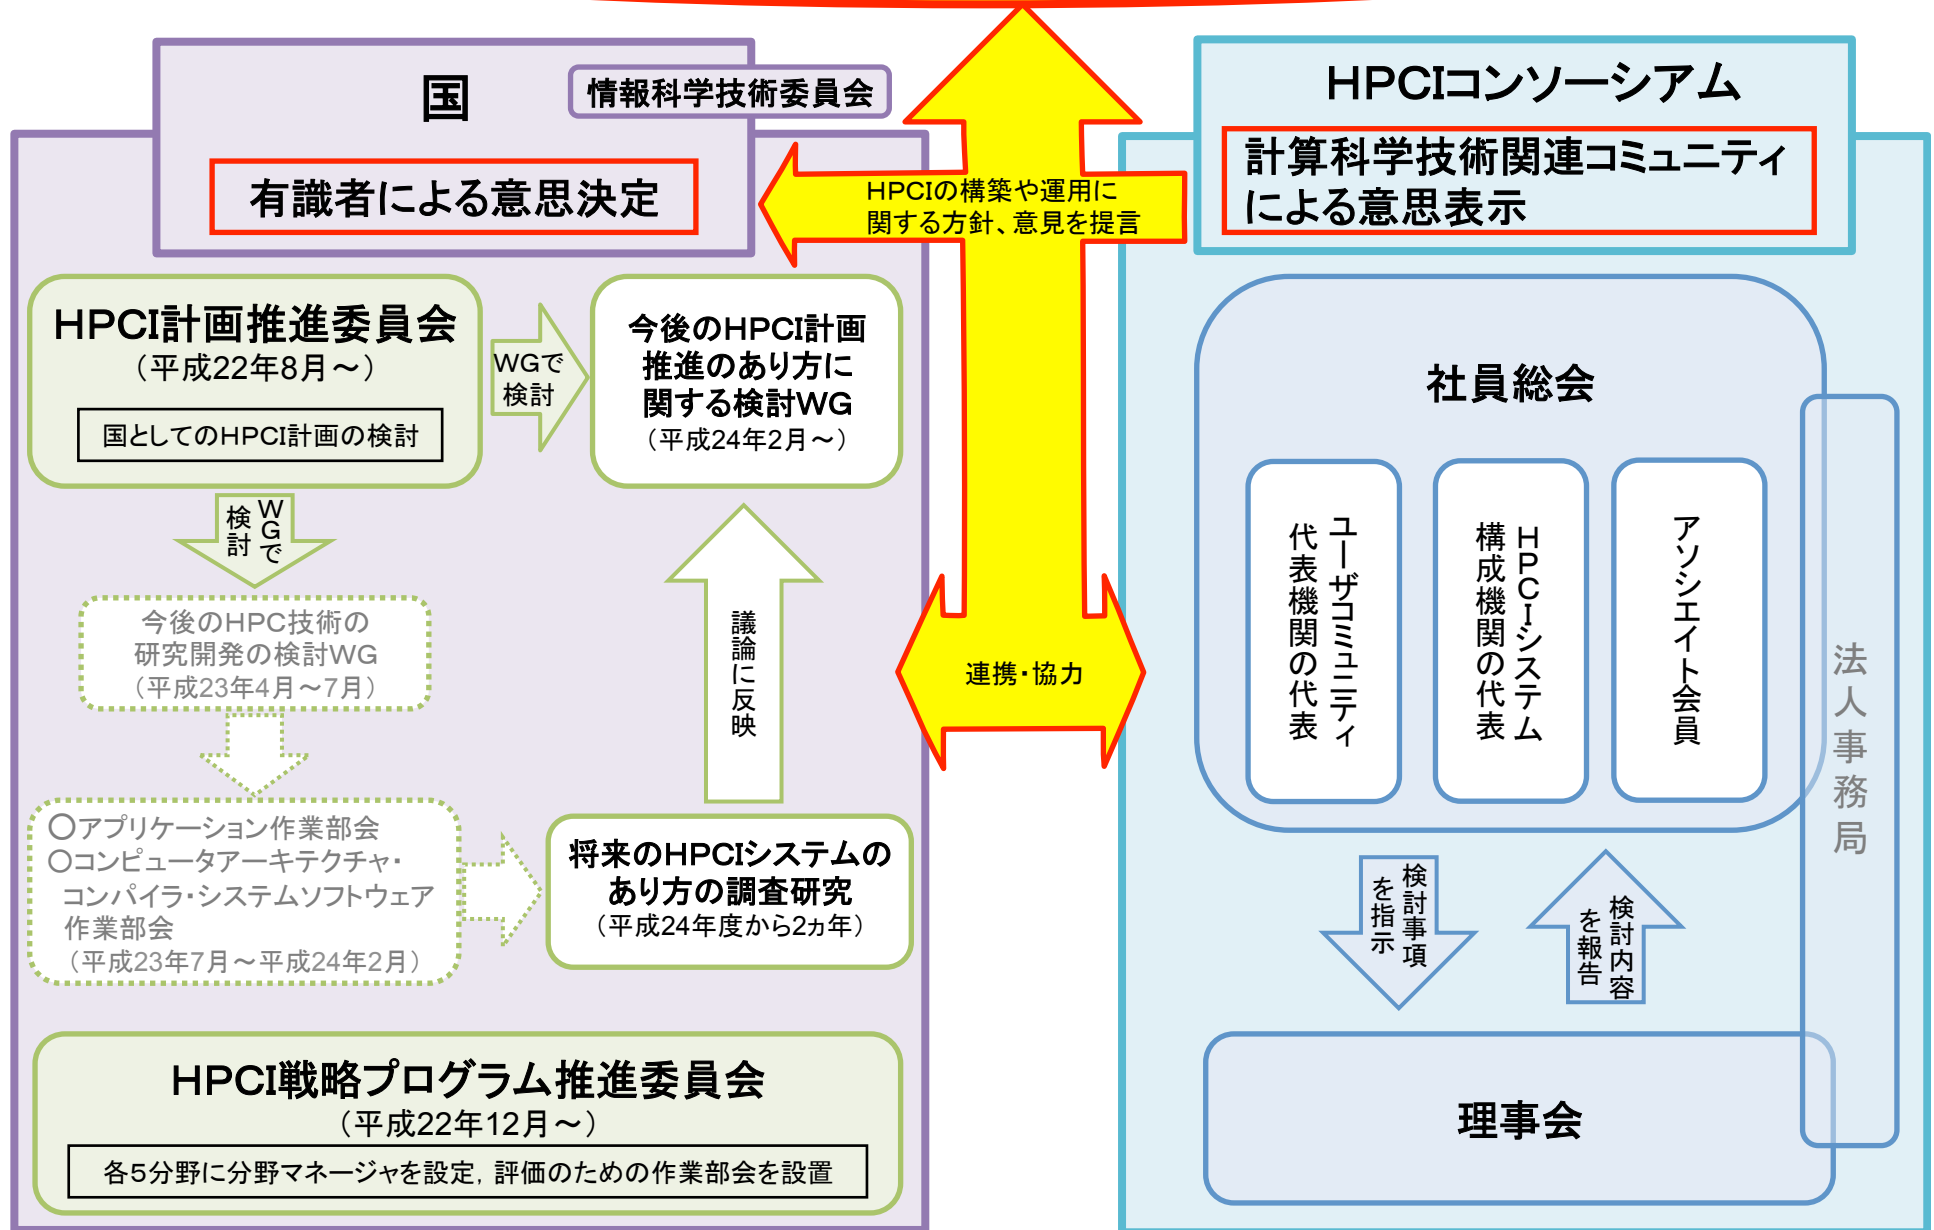 国
情報科学技術委員会
有識者による意思決定
HPCI計画推進委員会
(平成22年8月～)
国としてのHPCI計画の検討
WGで
検討
今後のHPCI計画
推進のあり方に
関する検討WG
(平成24年2月～)
WGで
検討
今後のHPC技術の
研究開発の検討WG
(平成23年4月～7月)
議論に反映
〇アプリケーション作業部会
〇コンピュータアーキテクチャ・
コンパイラ・システムソフトウェア
作業部会
(平成23年7月～平成24年2月)
将来のHPCIシステムの
あり方の調査研究
(平成24年度から2ヵ年)
HPCI戦略プログラム推進委員会
(平成22年12月～)
各5分野に分野マネージャを設定, 評価のための作業部会を設置
HPCIの構築や運用に
関する方針、意見を提言
連携・協力
HPCIコンソーシアム
計算科学技術関連コミュニティ
による意思表示
社員総会
ユーザコミュニティ
代表機関の代表
HPCIシステム
構成機関の代表
アソシエイト会員
法人事務局
検討事項
を指示
検討内容
を報告
理事会